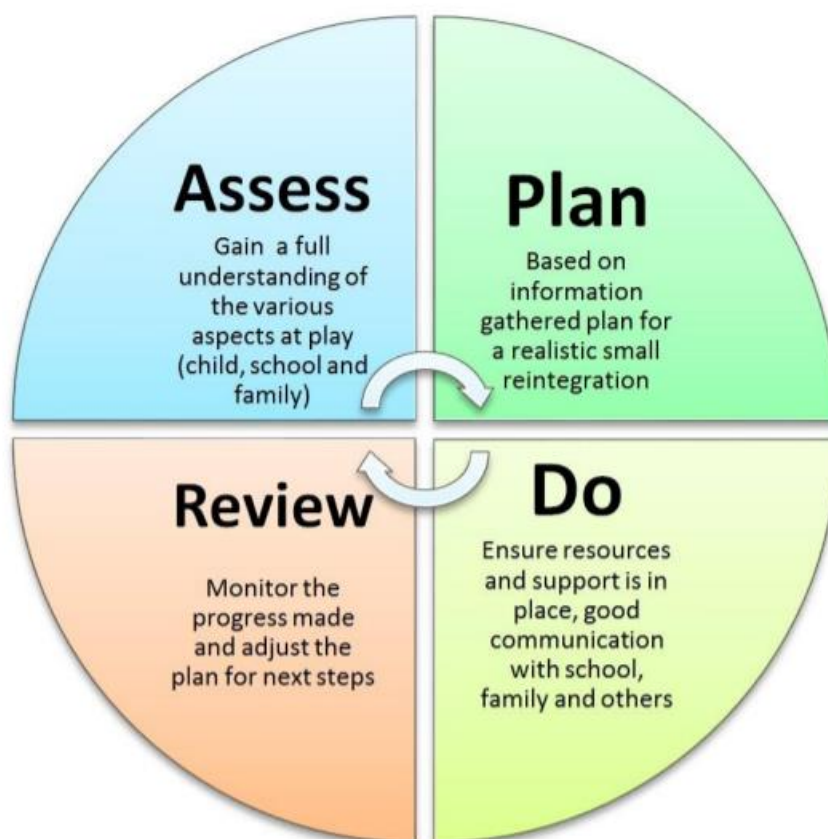 Assess
Gain a full
understanding of
the various
aspects at play
(child, school and
family)
Plan
Based on
information
gathered plan for
a realistic small
reintegration
Do
Ensure resources
and support is in
place, good
communication
with school,
family and others
Review
Monitor the
progress made
and adjust the
plan for next steps